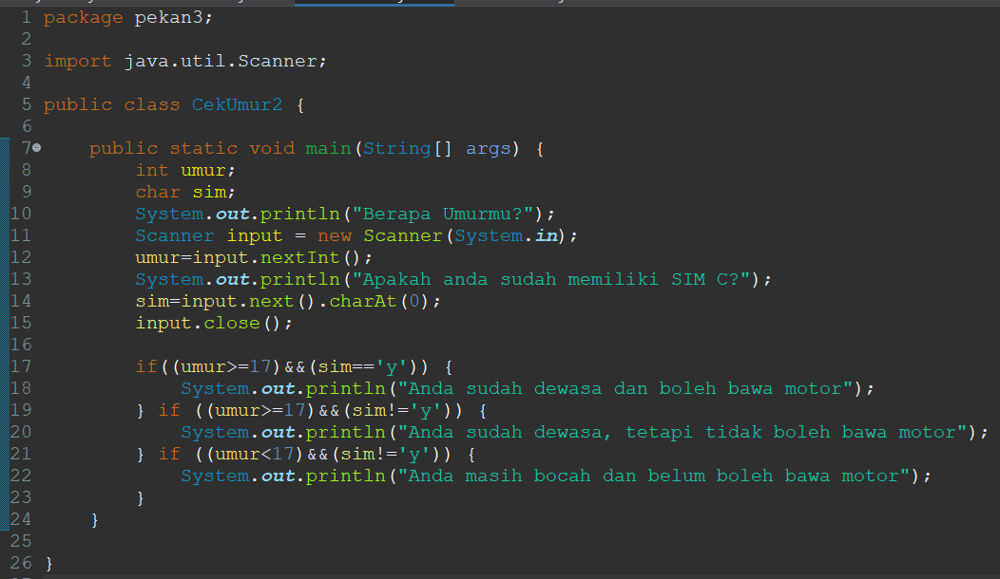 1 package pekan3;
2
3 import java.util.Scanner;
4
5 public class CekUmur2 {
6
7     public static void main(String[] args) {
8         int umur;
9         char sim;
10         System.out.println("Berapa Umurmu?");
11         Scanner input = new Scanner(System.in);
12         umur=input.nextInt();
13         System.out.println("Apakah anda sudah memiliki SIM C?");
14         sim=input.next().charAt(0);
15         input.close();
16
17         if((umur>=17)&&(sim=='y')) {
18             System.out.println("Anda sudah dewasa dan boleh bawa motor");
19         } if ((umur>=17)&&(sim!='y')) {
20             System.out.println("Anda sudah dewasa, tetapi tidak boleh bawa motor");
21         } if ((umur<17)&&(sim!='y')) {
22             System.out.println("Anda masih bocah dan belum boleh bawa motor");
23         }
24     }
25
26 }